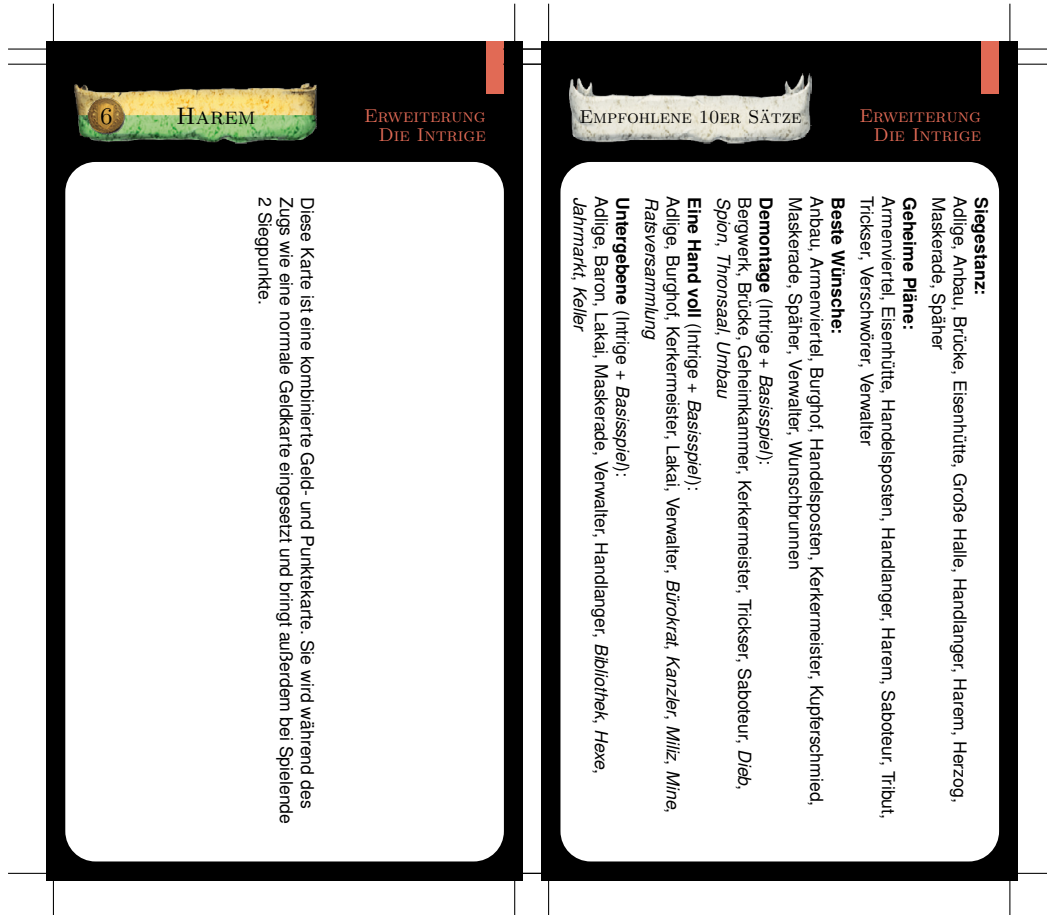 6
HAREM
ERWEITERUNG
DIE INTRIGE
Diese Karte ist eine kombinierte Geld- und Punktekarte. Sie wird während des
Zugs wie eine normale Geldkarte eingesetzt und bringt außerdem bei Spielende
2 Siegpunkte.
EMPFOHLENE 10ER SÄTZE
ERWEITERUNG
DIE INTRIGE
Siegestanz:
Adlige, Anbau, Brücke, Eisenhütte, Große Halle, Handlanger, Harem, Herzog,
Maskerade, Späher
Geheime Pläne:
Armenviertel, Eisenhütte, Handelsposten, Handlanger, Harem, Saboteur, Tribut,
Trickser, Verschwörer, Verwalter
Beste Wünsche:
Anbau, Armenviertel, Burghof, Handelsposten, Kerkermeister, Kupferschmied,
Maskerade, Späher, Verwalter, Wunschbrunnen
Demontage (Intrige + Basisspiel):
Bergwerk, Brücke, Geheimkammer, Kerkermeister, Trickser, Saboteur, Dieb,
Spion, Thronsaal, Umbau
Eine Hand voll (Intrige + Basisspiel):
Adlige, Burghof, Kerkermeister, Lakai, Verwalter, Bürokrat, Kanzler, Miliz, Mine,
Ratsversammlung
Untergebene (Intrige + Basisspiel):
Adlige, Baron, Lakai, Maskerade, Verwalter, Handlanger, Bibliothek, Hexe,
Jahrmarkt, Keller